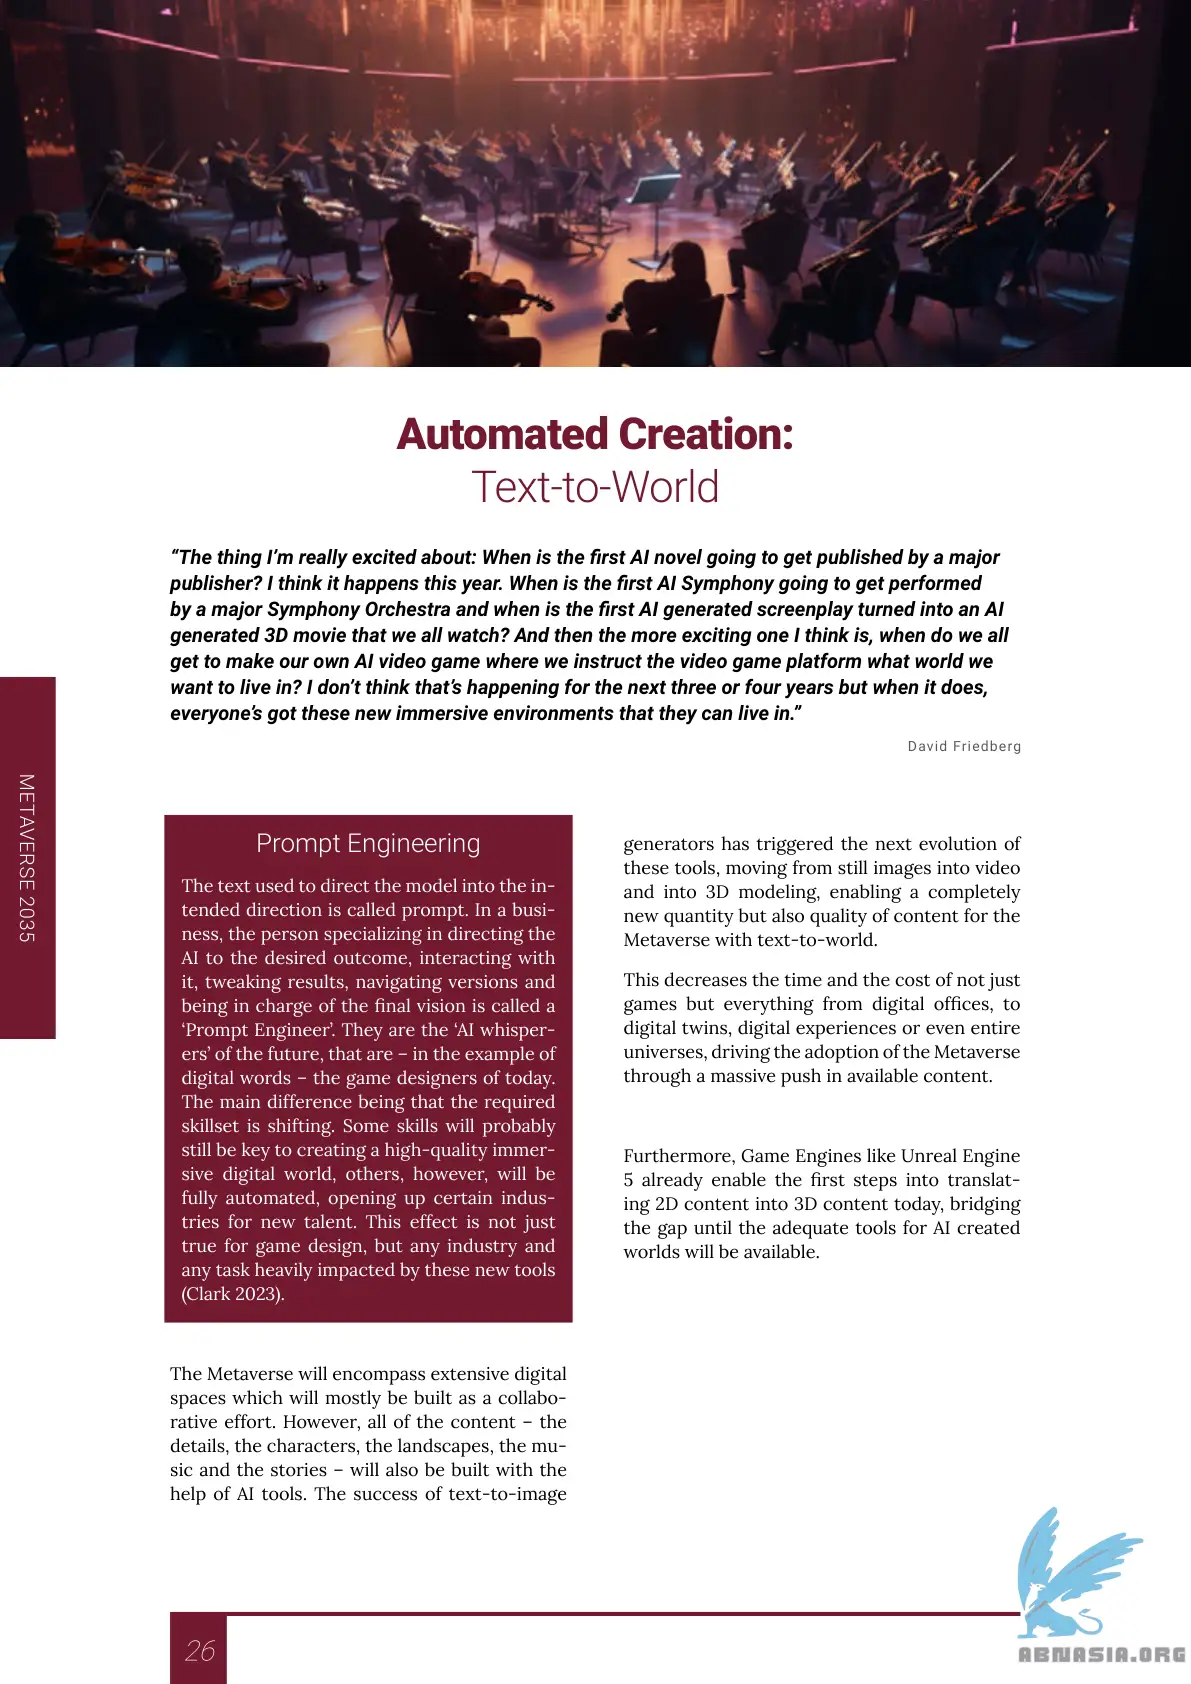 Automated Creation:
Text-to-World
“The thing I’m really excited about: When is the first AI novel going to get published by a major
publisher? I think it happens this year. When is the first AI Symphony going to get performed
by a major Symphony Orchestra and when is the first AI generated screenplay turned into an AI
generated 3D movie that we all watch? And then the more exciting one I think is, when do we all
get to make our own AI video game where we instruct the video game platform what world we
want to live in? I don’t think that’s happening for the next three or four years but when it does,
everyone’s got these new immersive environments that they can live in.”
David Friedberg
METAVERSE 2035
Prompt Engineering
The text used to direct the model into the in-
tended direction is called prompt. In a busi-
ness, the person specializing in directing the
AI to the desired outcome, interacting with
it, tweaking results, navigating versions and
being in charge of the final vision is called a
‘Prompt Engineer’. They are the ‘AI whisper-
ers’ of the future, that are – in the example of
digital words – the game designers of today.
The main difference being that the required
skillset is shifting. Some skills will probably
still be key to creating a high-quality immer-
sive digital world, others, however, will be
fully automated, opening up certain indus-
tries for new talent. This effect is not just
true for game design, but any industry and
any task heavily impacted by these new tools
(Clark 2023).
The Metaverse will encompass extensive digital
spaces which will mostly be built as a collabo-
rative effort. However, all of the content – the
details, the characters, the landscapes, the mu-
sic and the stories – will also be built with the
help of AI tools. The success of text-to-image
generators has triggered the next evolution of
these tools, moving from still images into video
and into 3D modeling, enabling a completely
new quantity but also quality of content for the
Metaverse with text-to-world.
This decreases the time and the cost of not just
games but everything from digital offices, to
digital twins, digital experiences or even entire
universes, driving the adoption of the Metaverse
through a massive push in available content.
Furthermore, Game Engines like Unreal Engine
5 already enable the first steps into translat-
ing 2D content into 3D content today, bridging
the gap until the adequate tools for AI created
worlds will be available.
26
ABNASIA.ORG